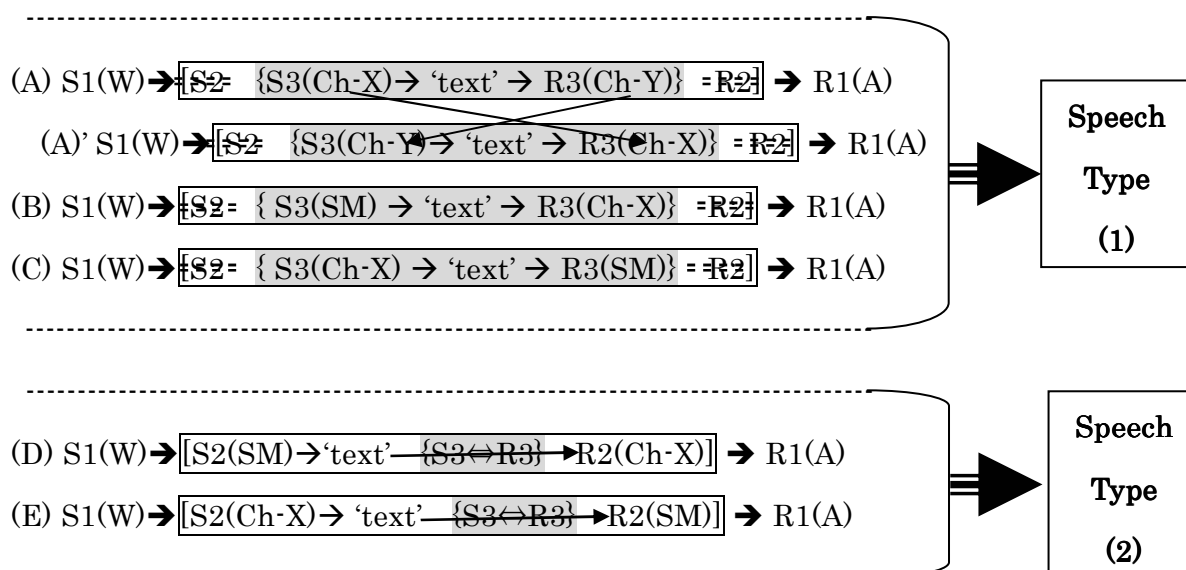 (A) S1(W)➔[S2 {S3(Ch-X)→ ‘text’ → R3(Ch-Y)} R2] ➔ R1(A)
(A)’ S1(W)➔[S2 {S3(Ch-Y)→ ‘text’ → R3(Ch-X)} R2] ➔ R1(A)
(B) S1(W)➔[S2 { S3(SM) → ‘text’ → R3(Ch-X)} R2] ➔ R1(A)
(C) S1(W)➔[S2 { S3(Ch-X) → ‘text’ → R3(SM)} R2] ➔ R1(A)
Speech
Type
(1)
(D) S1(W)➔[S2(SM)→‘text’ {S3⇔R3} R2(Ch-X)] ➔ R1(A)
(E) S1(W)➔[S2(Ch-X)→ ‘text’ {S3⇔R3} R2(SM)] ➔ R1(A)
Speech
Type
(2)